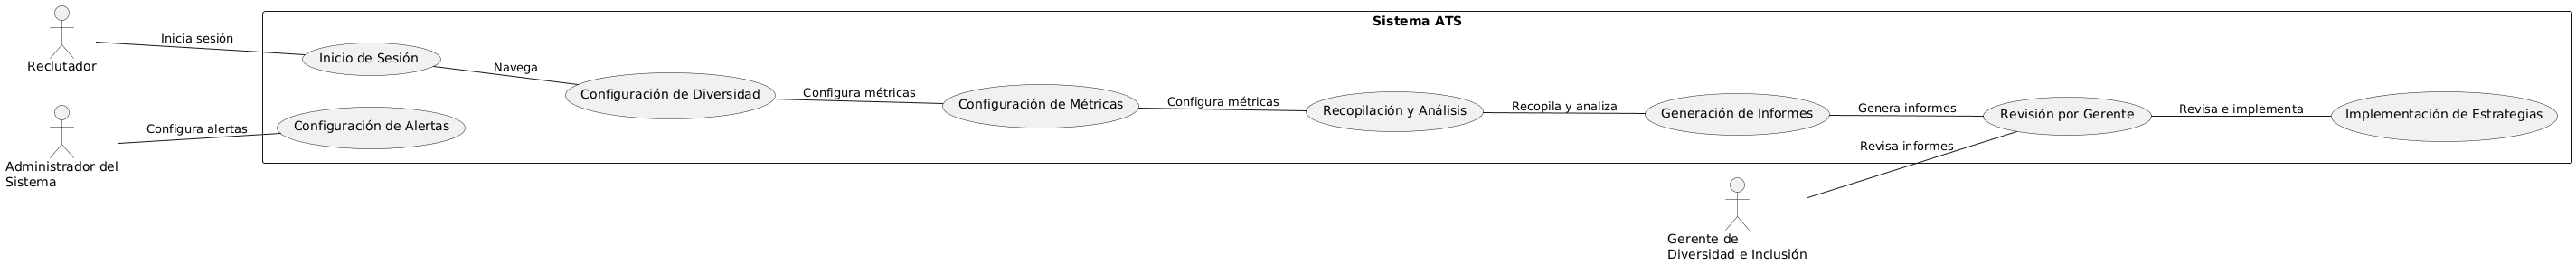 Sistema ATS
Reclutador
Inicia sesión
Inicio de Sesión
Navega
Configuración de Diversidad
Configura métricas
Configuración de Métricas
Configura métricas
Recopilación y Análisis
Recopila y analiza
Generación de Informes
Genera informes
Revisión por Gerente
Revisa e implementa
Implementación de Estrategias
Administrador del
Sistema
Configura alertas
Configuración de Alertas
Revisa informes
Gerente de
Diversidad e Inclusión